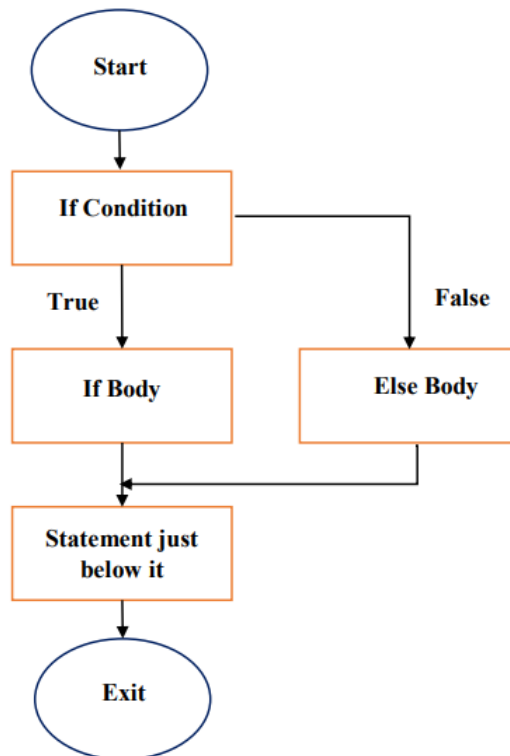 Start
If Condition
True
False
If Body
Else Body
Statement just
below it
Exit